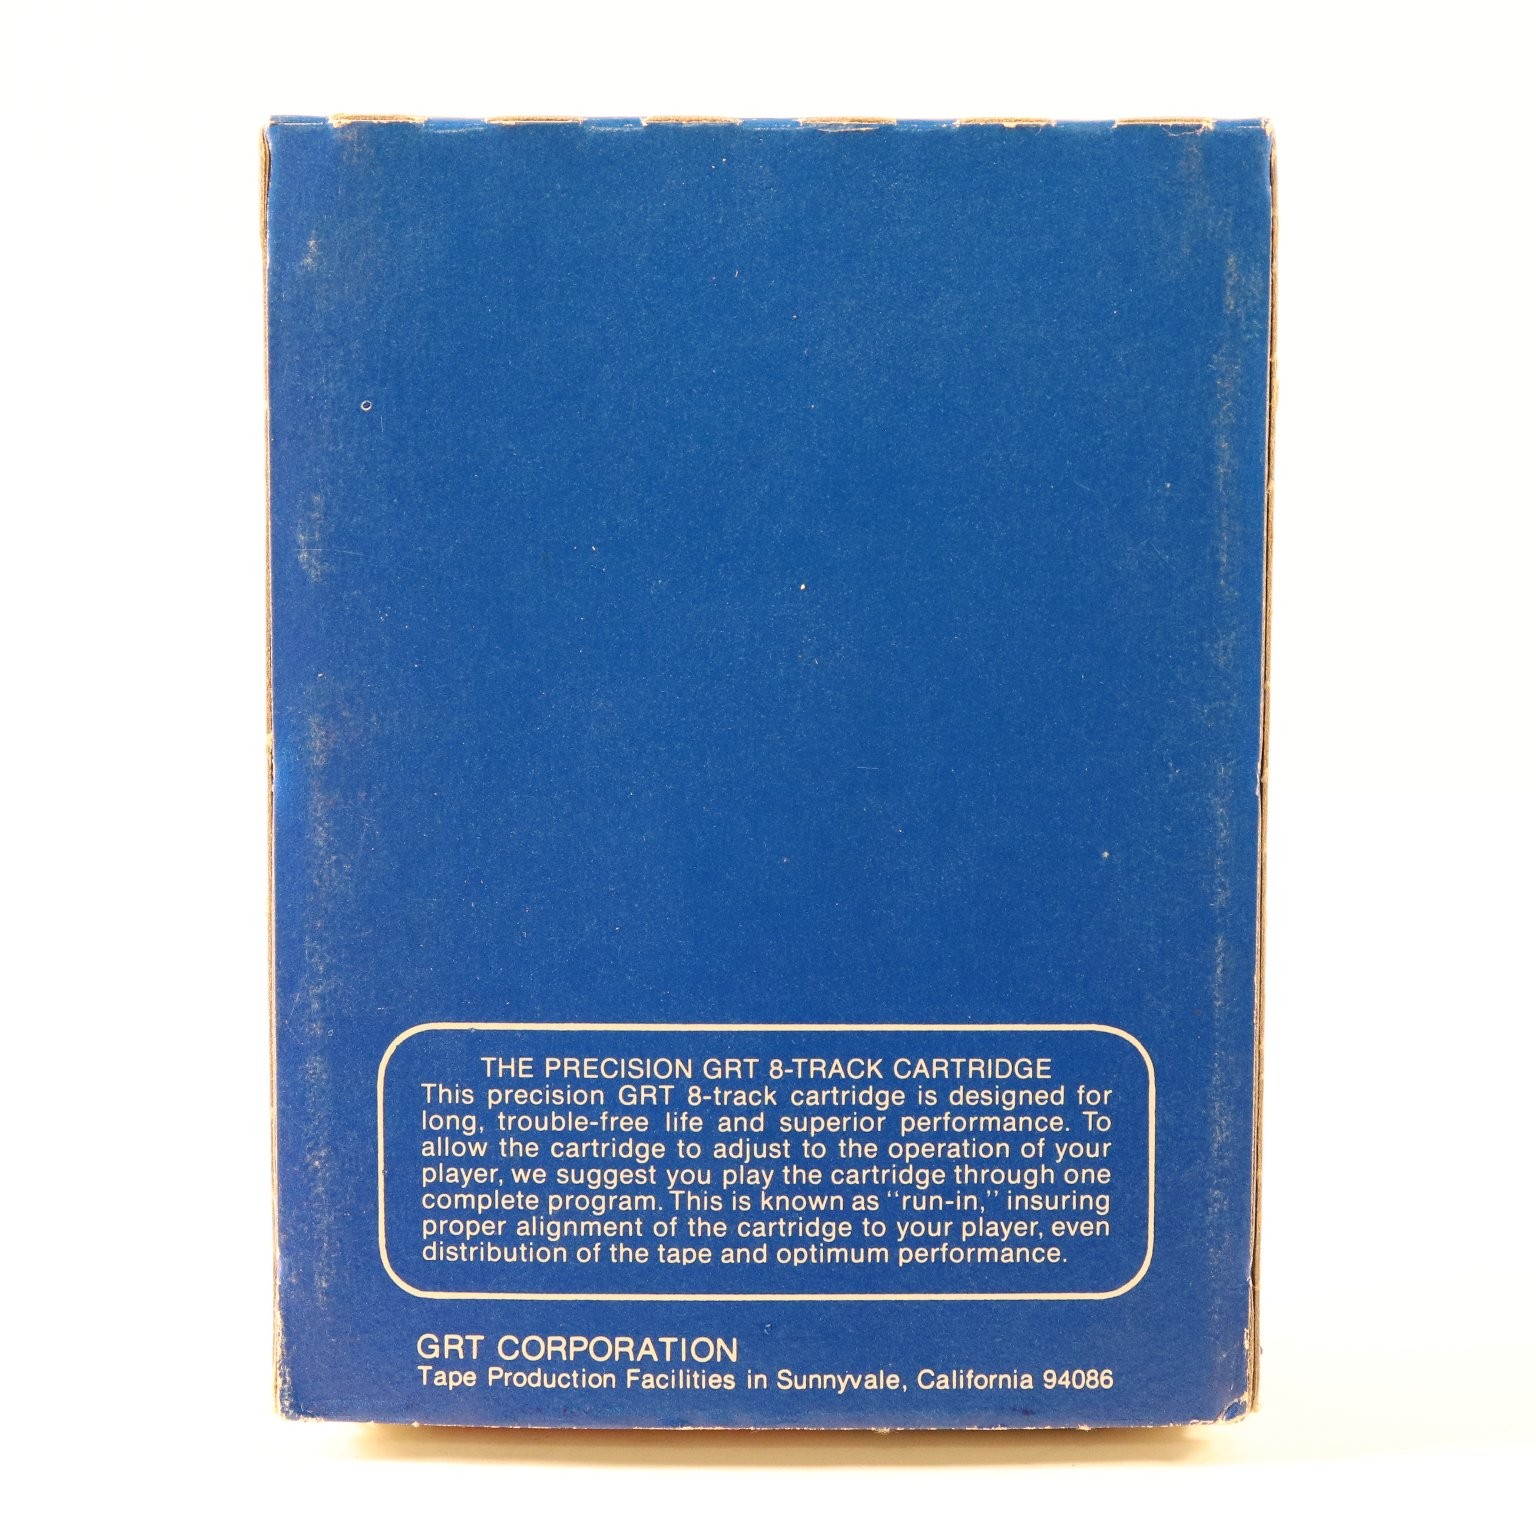 THE PRECISION GRT 8-TRACK CARTRIDGE
This precision GRT 8-track cartridge is designed for
long, trouble-free life and superior performance. To
allow the cartridge to adjust to the operation of your
player, we suggest you play the cartridge through one
complete program. This is known as "run-in," insuring
proper alignment of the cartridge to your player, even
distribution of the tape and optimum performance.
GRT CORPORATION
Tape Production Facilities in Sunnyvale, California 94086